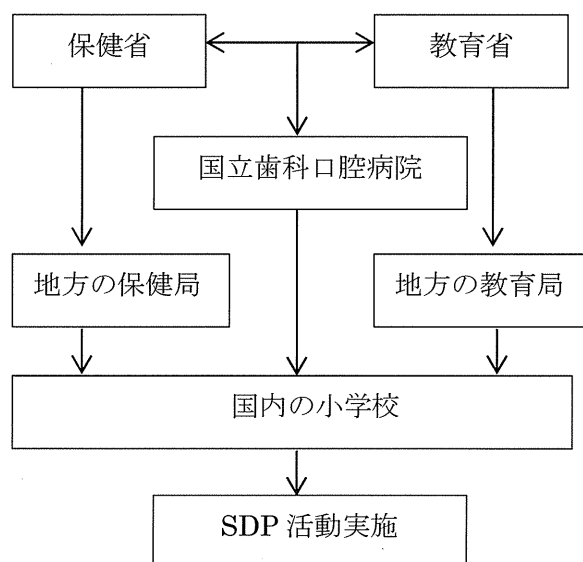 保健省
教育省
国立歯科口腔病院
地方の保健局
地方の教育局
国内の小学校
SDP 活動実施